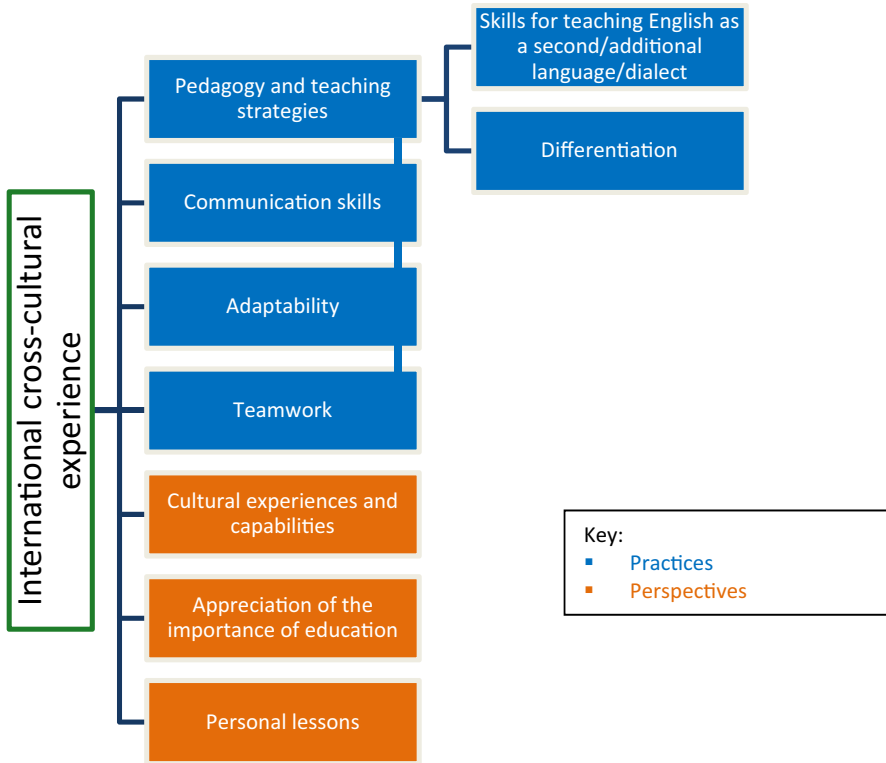 International cross-cultural
experience
Pedagogy and teaching
strategies
Communication skills
Adaptability
Teamwork
Cultural experiences and
capabilities
Appreciation of the
importance of education
Personal lessons
Skills for teaching English as
a second/additional
language/dialect
Differentiation
Key:
▪ Practices
▪ Perspectives